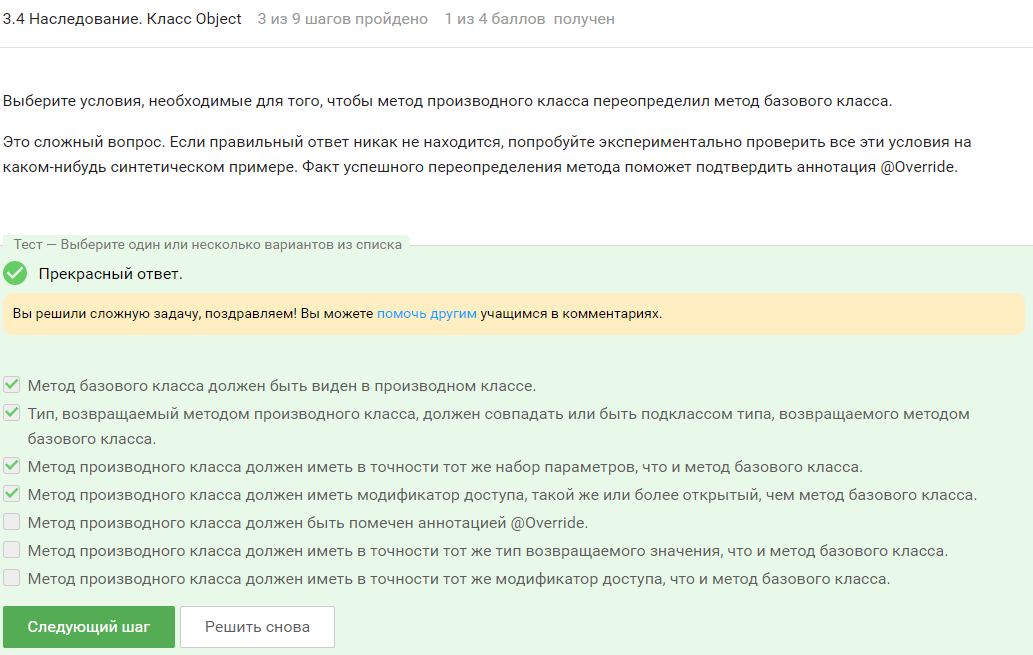 3.4 Наследование. Класс Object 3 из 9 шагов пройдено 1 из 4 баллов получен
Выберите условия, необходимые для того, чтобы метод производного класса переопределил метод базового класса.
Это сложный вопрос. Если правильный ответ никак не находится, попробуйте экспериментально проверить все эти условия на
каком-нибудь синтетическом примере. Факт успешного переопределения метода поможет подтвердить аннотация @Override.
Тест — Выберите один или несколько вариантов из списка
Прекрасный ответ.
Вы решили сложную задачу, поздравляем! Вы можете помочь другим учащимся в комментариях.
Метод базового класса должен быть виден в производном классе.
Тип, возвращаемый методом производного класса, должен совпадать или быть подклассом типа, возвращаемого методом
базового класса.
Метод производного класса должен иметь в точности тот же набор параметров, что и метод базового класса.
Метод производного класса должен иметь модификатор доступа, такой же или более открытый, чем метод базового класса.
Метод производного класса должен быть помечен аннотацией @Override.
Метод производного класса должен иметь в точности тот же тип возвращаемого значения, что и метод базового класса.
Метод производного класса должен иметь в точности тот же модификатор доступа, что и метод базового класса.
Следующий шаг Решить снова